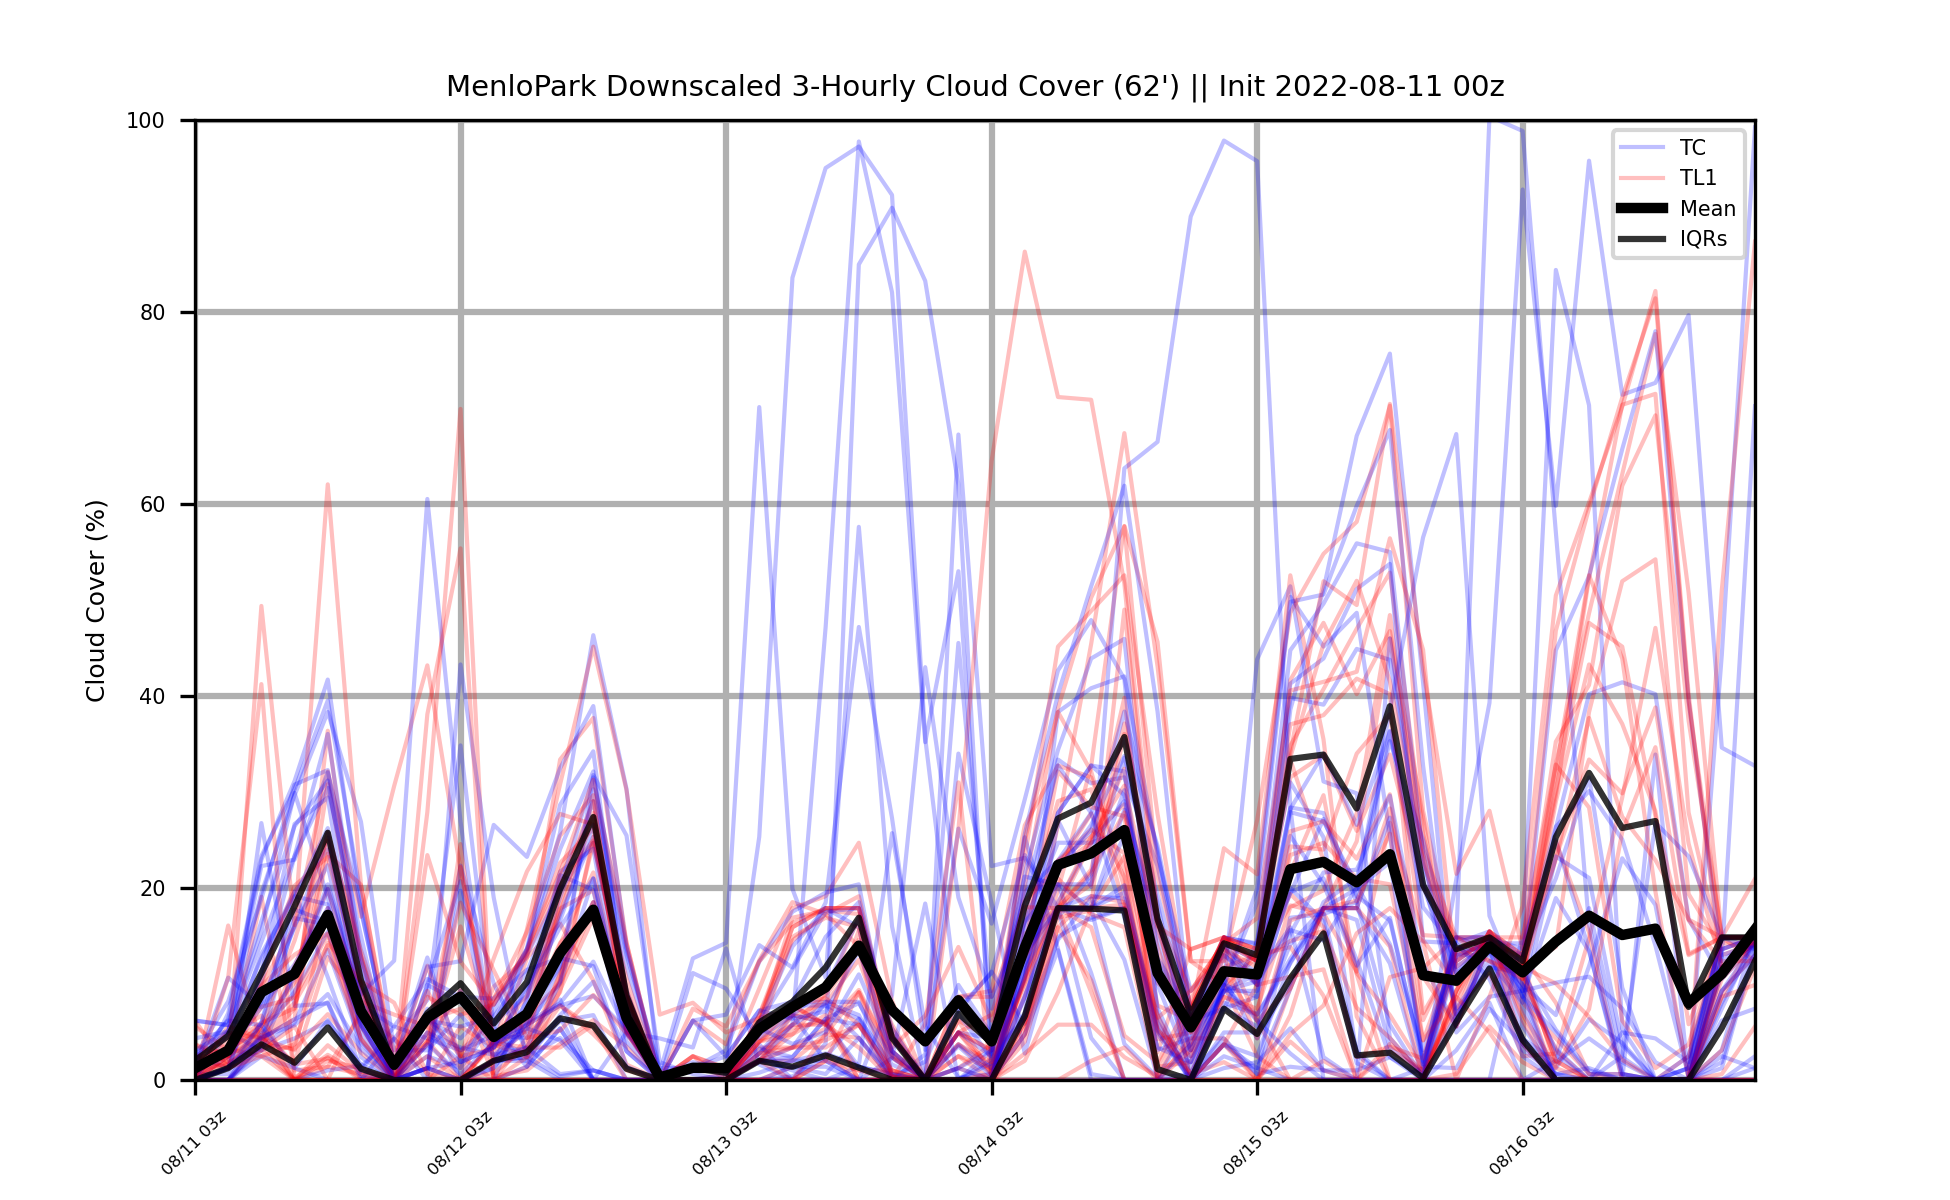 MenloPark Downscaled 3-Hourly Cloud Cover (62') || Init 2022-08-11 00z
100
80
60
40
20
0
Cloud Cover (%)
TC
TL1
Mean
IQRs
08/11 03z
08/12 03z
08/13 03z
08/14 03z
08/15 03z
08/16 03z